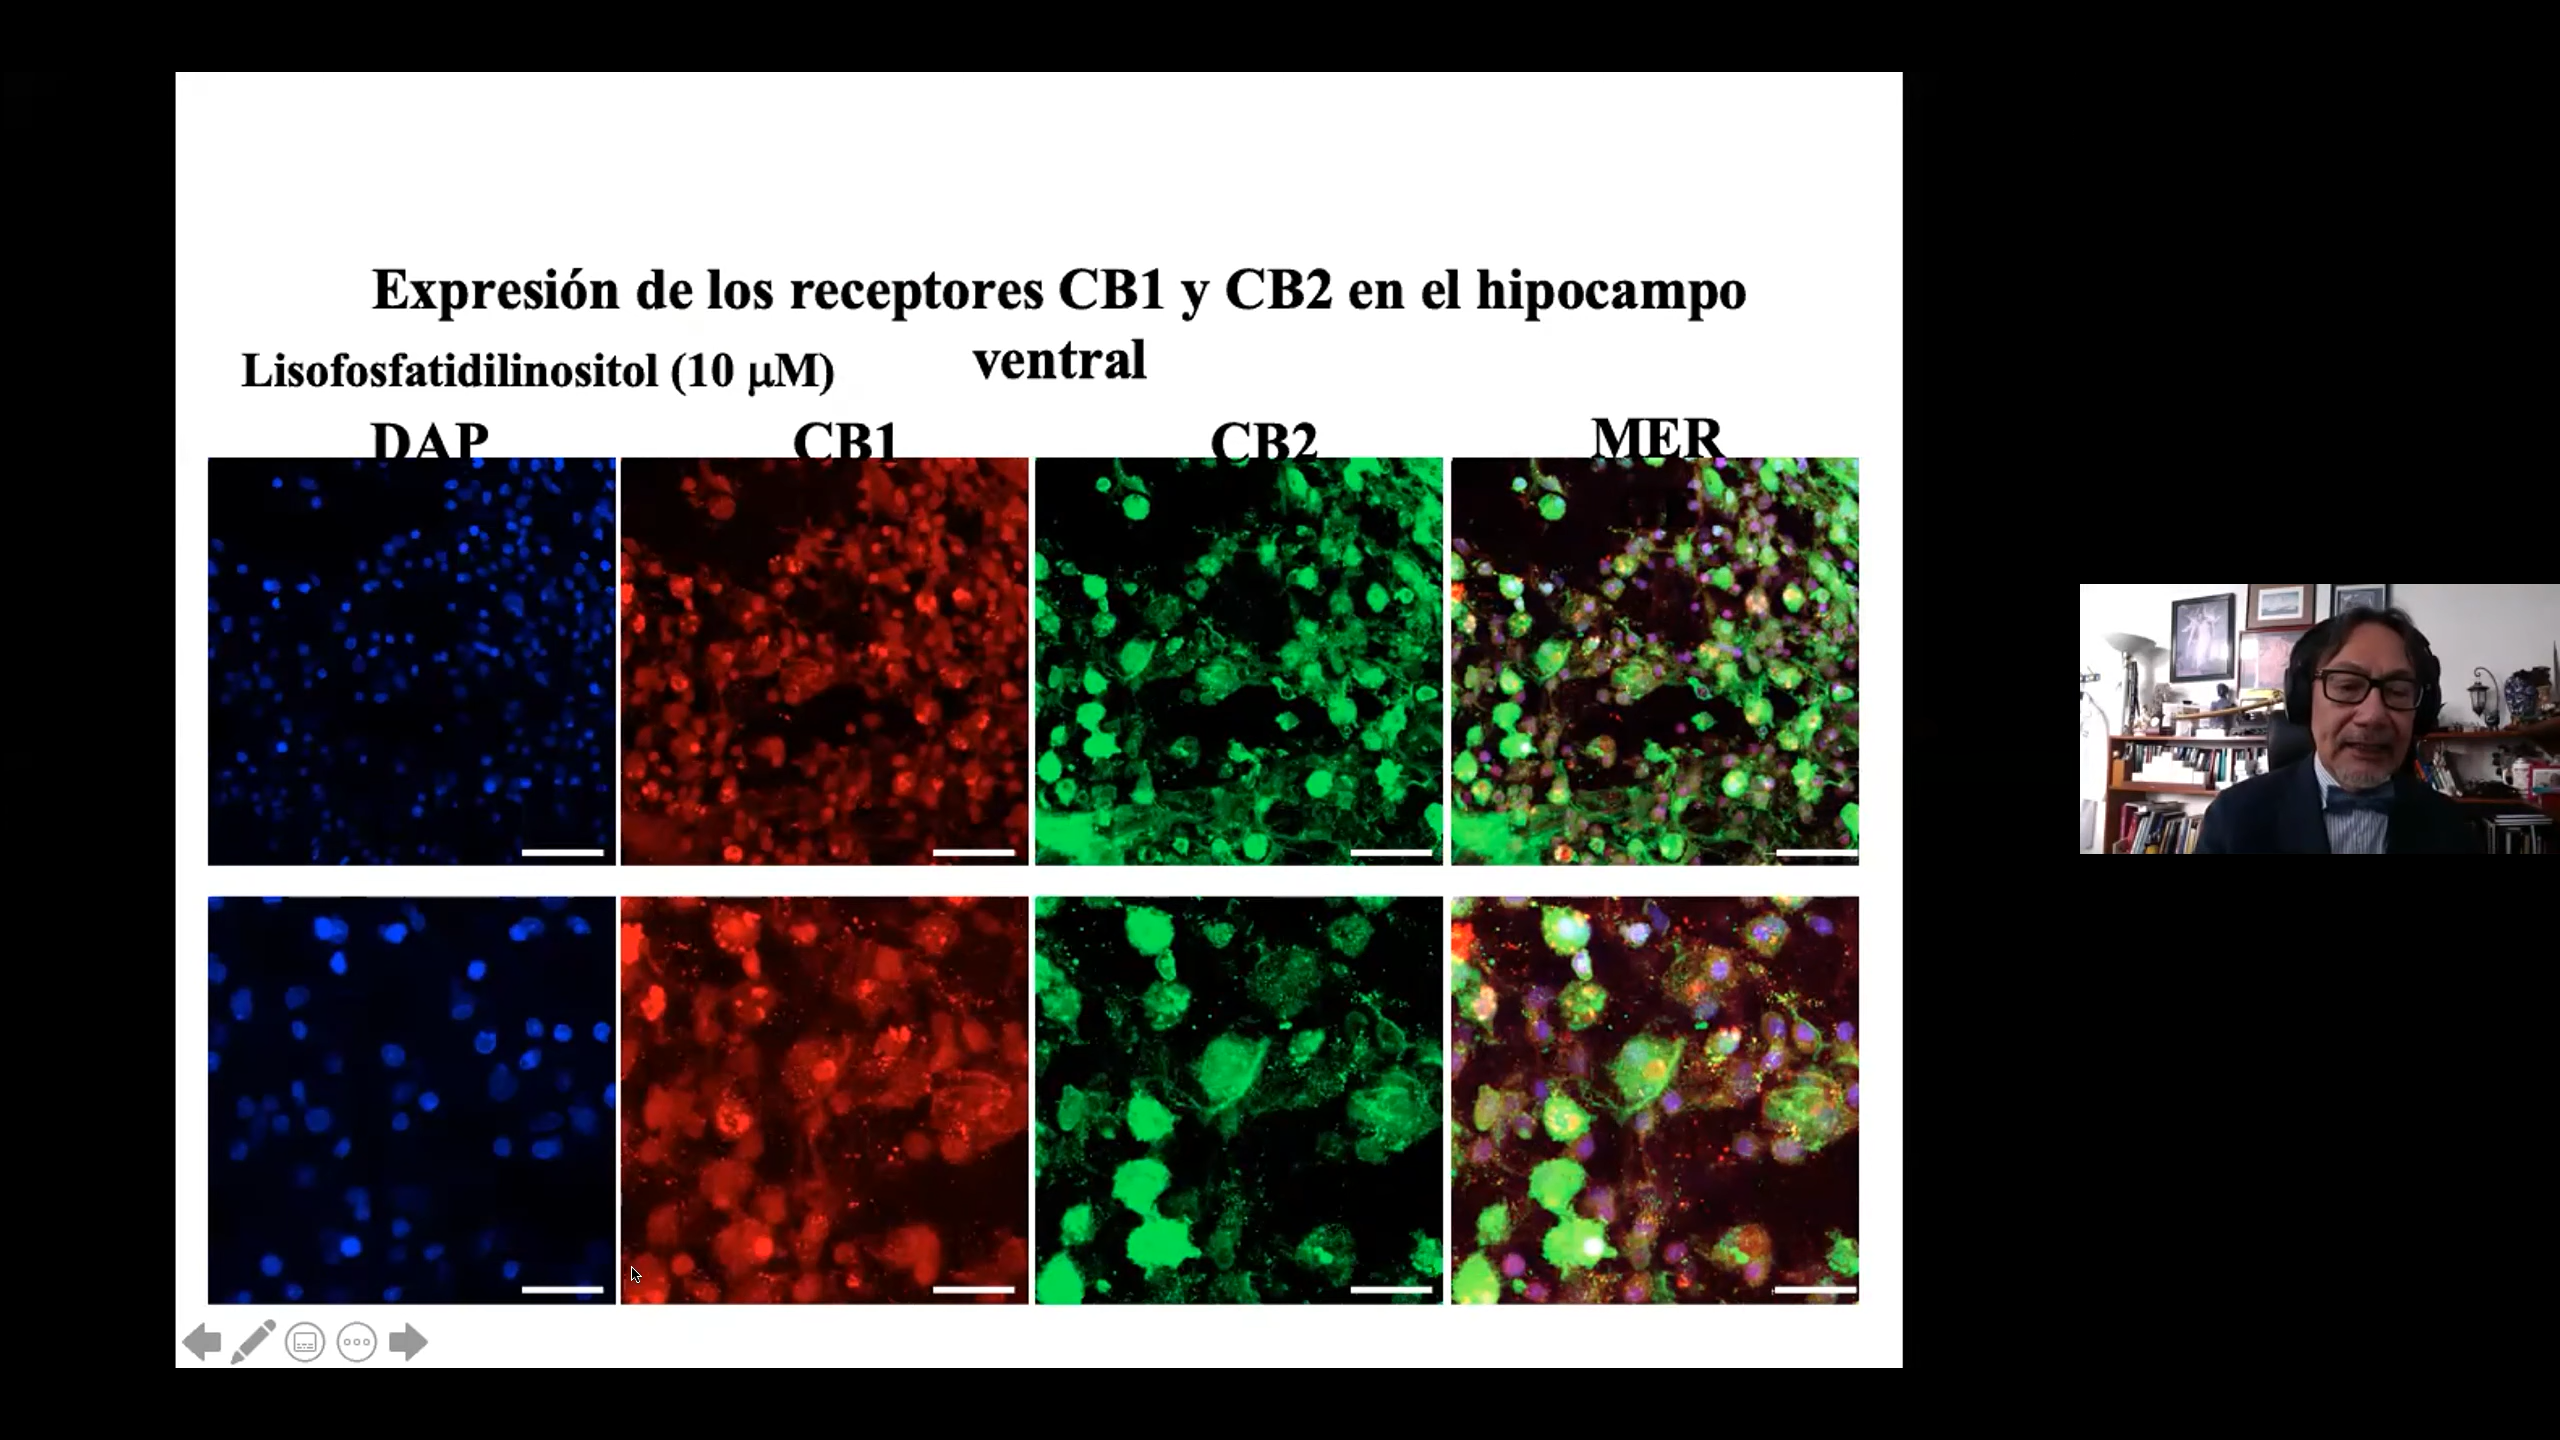 Expresión de los receptores CB1 y CB2 en el hipocampo
ventral
Lisofosfatidilinositol (10 μM)
DAP
CB1
CB2
MER